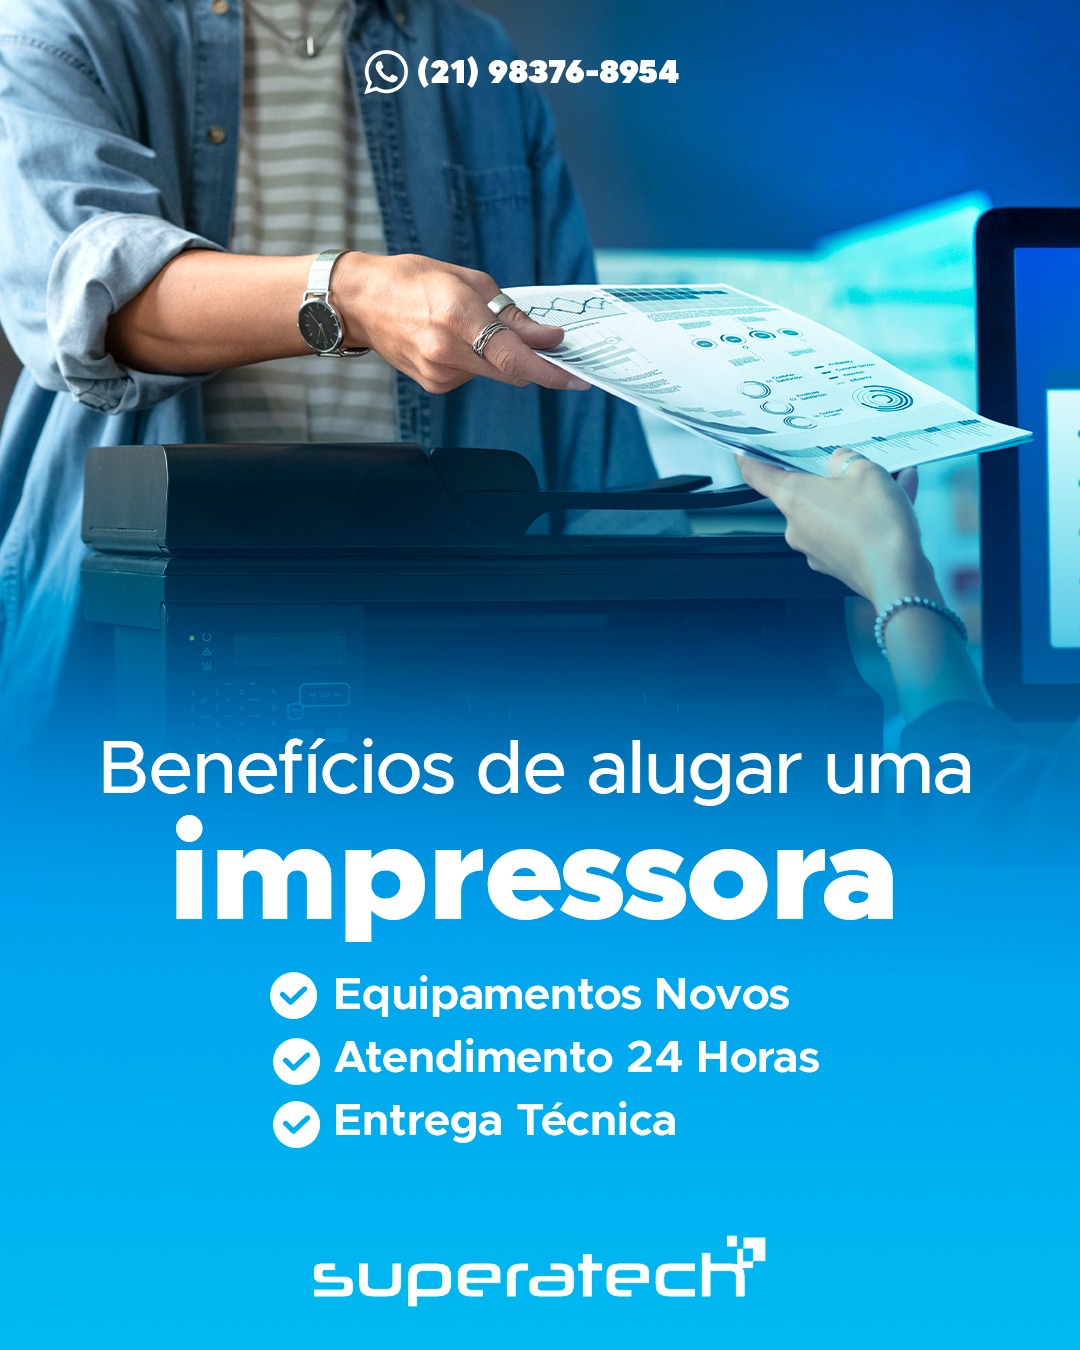 (21) 98376-8954
Benefícios de alugar uma
impressora
Equipamentos Novos
Atendimento 24 Horas
Entrega Técnica
superatech